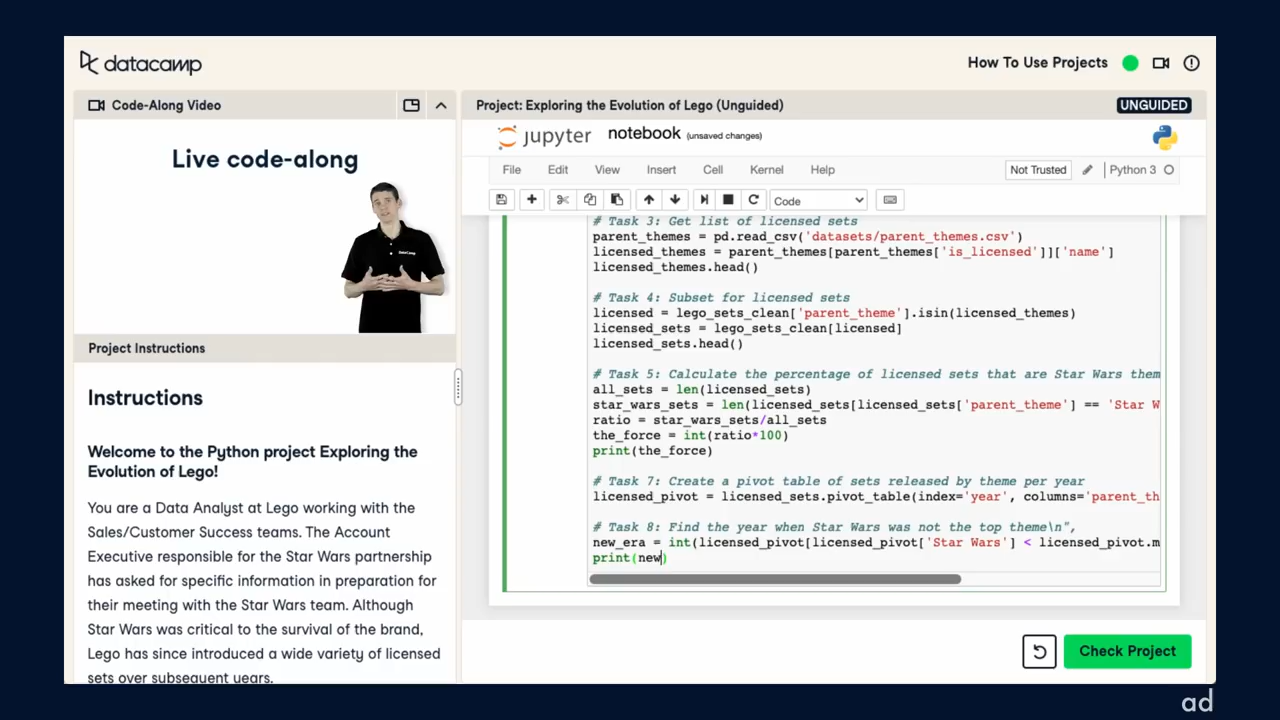 datacamp
How To Use Projects
Code-Along Video
Project: Exploring the Evolution of Lego (Unguided)
UNGUIDED
Live code-along
DataCamp
Project Instructions
Instructions
Welcome to the Python project Exploring the
Evolution of Lego!
You are a Data Analyst at Lego working with the
Sales/Customer Success teams. The Account
Executive responsible for the Star Wars partnership
has asked for specific information in preparation for
their meeting with the Star Wars team. Although
Star Wars was critical to the survival of the brand,
Lego has since introduced a wide variety of licensed
sets over subsequent years.
jupyter notebook (unsaved changes)
File Edit View Insert Cell Kernel Help
Not Trusted
Python 3
Code
# Task 3: Get list of licensed sets
parent_themes = pd.read_csv('datasets/parent_themes.csv')
licensed_themes = parent_themes[parent_themes['is_licensed']]['name']
licensed_themes.head()
# Task 4: Subset for licensed sets
licensed = lego_sets_clean['parent_theme'].isin(licensed_themes)
licensed_sets = lego_sets_clean[licensed]
licensed_sets.head()
# Task 5: Calculate the percentage of licensed sets that are Star Wars them
all_sets = len(licensed_sets)
star_wars_sets = len(licensed_sets[licensed_sets['parent_theme'] == 'Star W
ratio = star_wars_sets/all_sets
the_force = int(ratio*100)
print(the_force)
# Task 7: Create a pivot table of sets released by theme per year
licensed_pivot = licensed_sets.pivot_table(index='year', columns='parent_th
# Task 8: Find the year when Star Wars was not the top theme\n",
new_era = int(licensed_pivot[licensed_pivot['Star Wars'] < licensed_pivot.m
print(new)
Check Project
ad